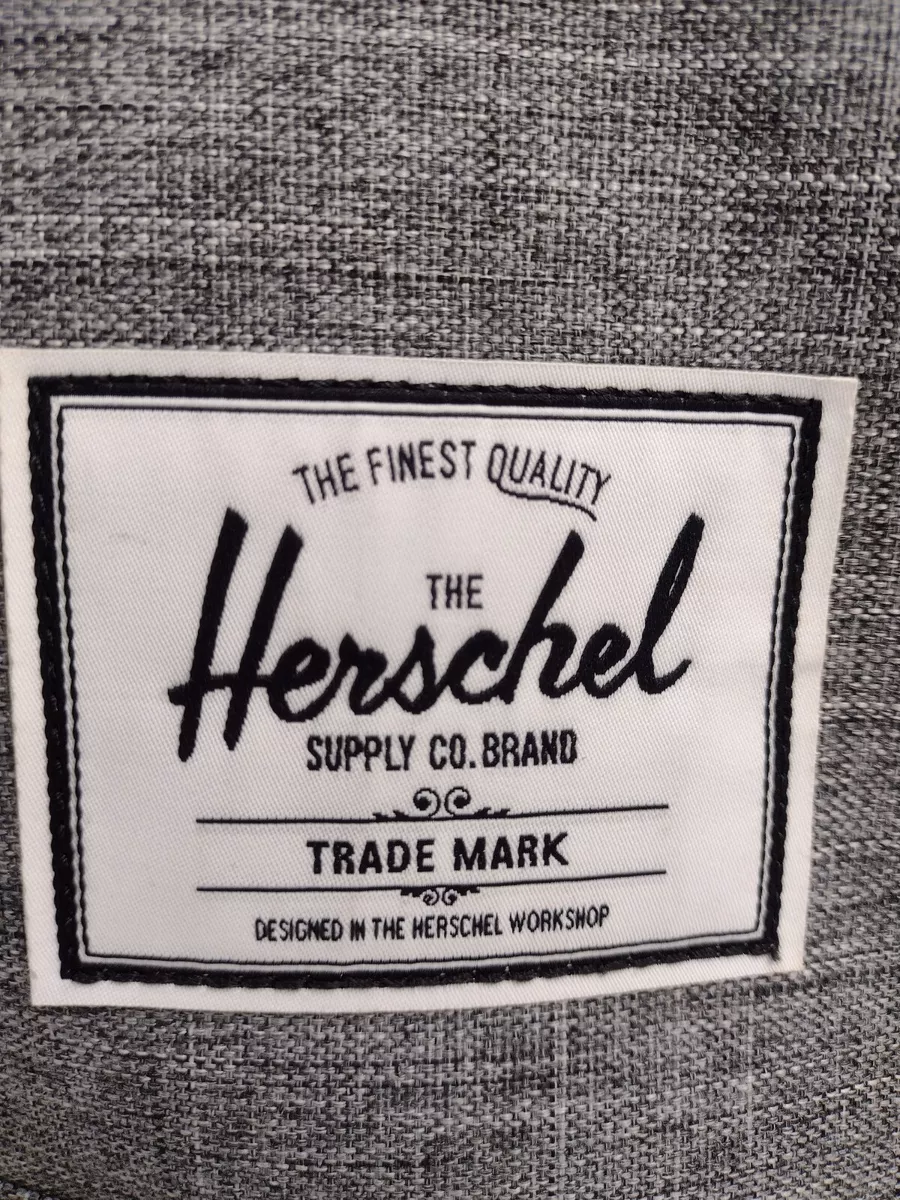 THE FINEST QUALITY
THE
Herschel
SUPPLY CO. BRAND
TRADE MARK
DESIGNED IN THE HERSCHEL WORKSHOP